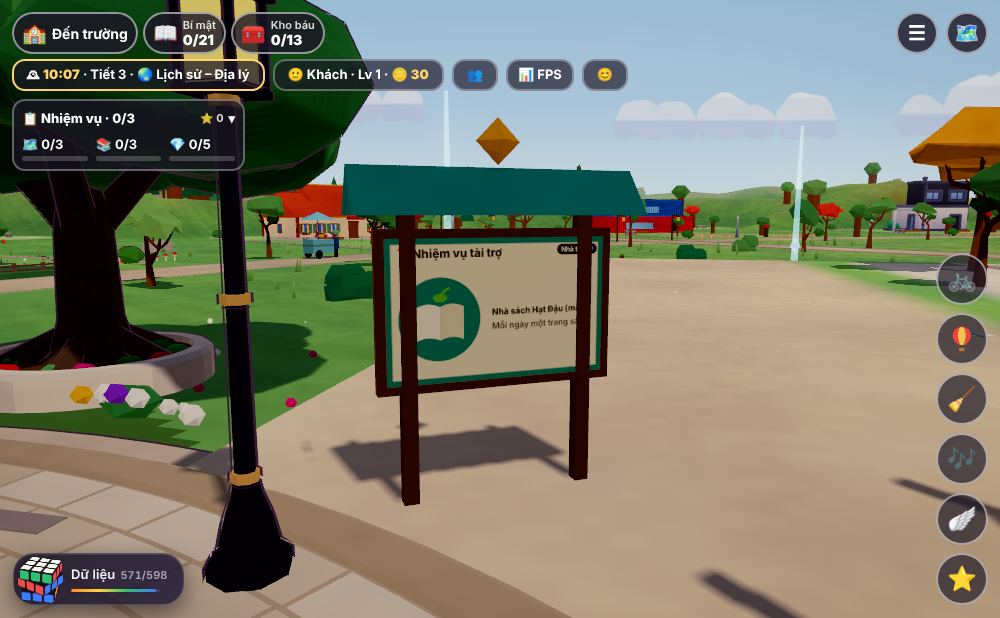 Đến trường
Bí mật
0/21
Kho báu
0/13
10:07 · Tiết 3 · Lịch sử – Địa lý
Khách · Lv 1 · 30
FPS
Nhiệm vụ · 0/3
0
0/3
0/3
0/5
Nhiệm vụ tài trợ
Nhà
Nhà sách Hạt Đậu
Mỗi ngày một trang
Dữ liệu 571/598